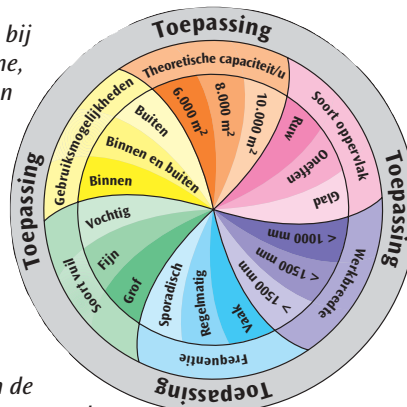 bij
Toepassing
Theoretische capaciteit/u
6.000 m²
8.000 m²
10.000 m²
Soort oppervlak
Ruw
Oneffen
Glad
Toepassing
Werkbreedte
< 1000 mm
< 1500 mm
> 1500 mm
Toepassing
Frequentie
Vaak
Regelmatig
Sporadisch
Soort vuil
Grof
Fijn
Vochtig
Toepassing
Gebruiksmogelijkheden
Binnen
Binnen en buiten
Buiten
de